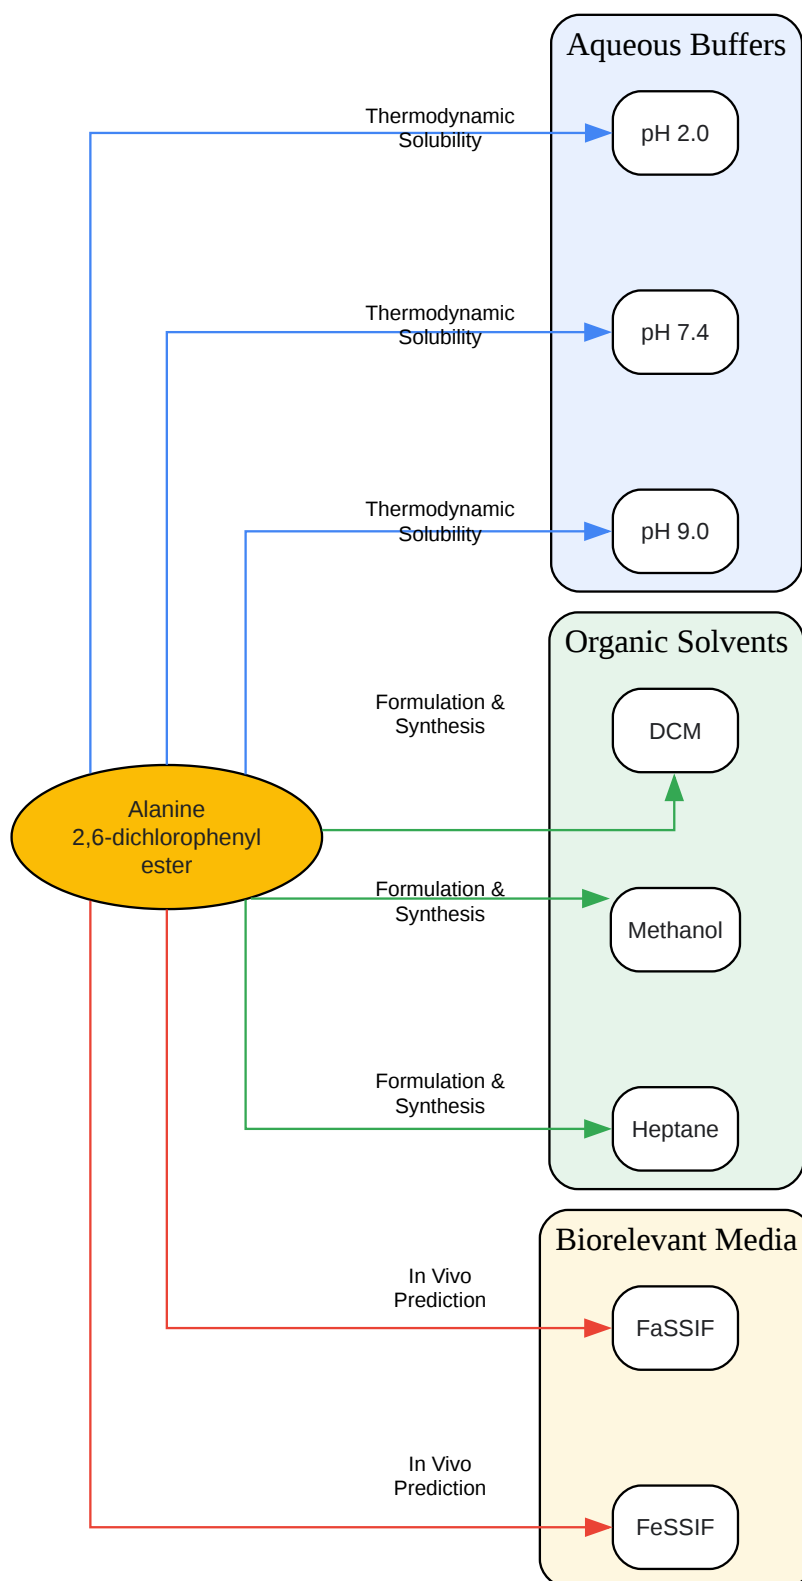 Aqueous Buffers
Thermodynamic
Solubility
pH 2.0
Thermodynamic
Solubility
pH 7.4
Thermodynamic
Solubility
pH 9.0
Organic Solvents
Formulation &
Synthesis
DCM
Alanine
2,6-dichlorophenyl
ester
Formulation &
Synthesis
Methanol
Formulation &
Synthesis
Heptane
Biorelevant Media
In Vivo
Prediction
FaSSIF
In Vivo
Prediction
FeSSIF